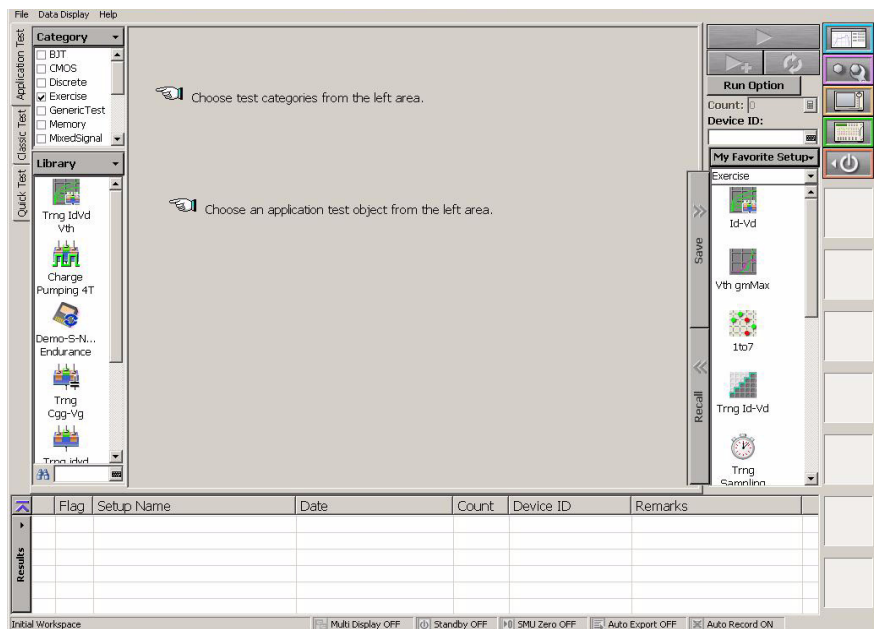 File Data Display Help
Application Test
Classic Test
Quick Test
Category
BJT
CMOS
Discrete
Exercise
GenericTest
Memory
MixedSignal
Library
Trng IdVd
Vth
Charge
Pumping 4T
Demo-S-N...
Endurance
Trng
Cgg-Vg
Trng idvd
Choose test categories from the left area.
Choose an application test object from the left area.
Save
Recall
Run Option
Count: 0
Device ID:
My Favorite Setup
Exercise
Id-Vd
Vth gmMax
1to7
Trng Id-Vd
Trng
Sampling
Results
Flag Setup Name Date Count Device ID Remarks
Initial Workspace Multi Display OFF Standby OFF SMU Zero OFF Auto Export OFF Auto Record ON